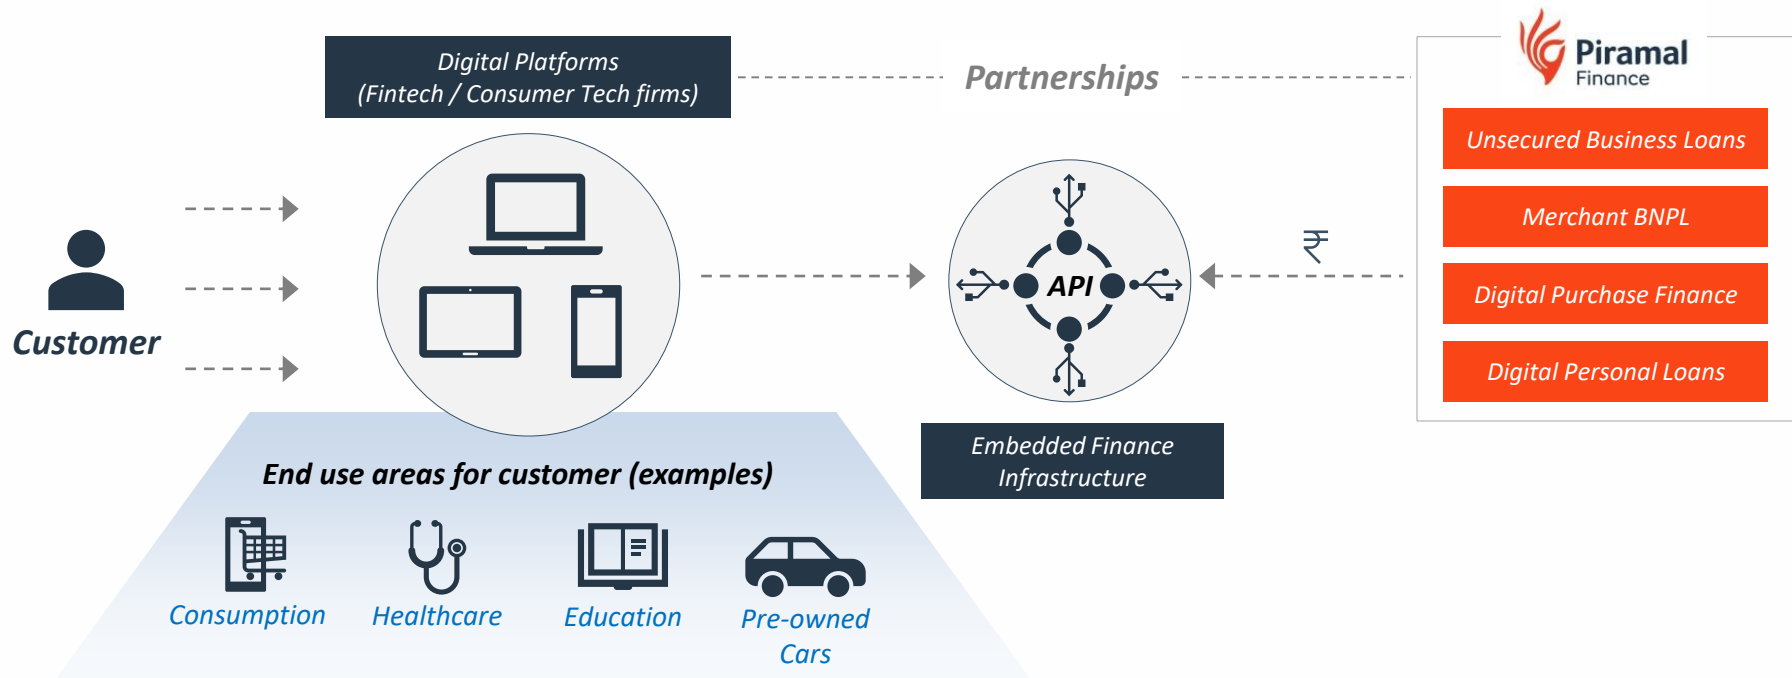 Digital Platforms
(Fintech / Consumer Tech firms)
Partnerships
Piramal
Finance
Unsecured Business Loans
Merchant BNPL
Digital Purchase Finance
Digital Personal Loans
₹
API
Customer
Embedded Finance
Infrastructure
End use areas for customer (examples)
Consumption
Healthcare
Education
Pre-owned
Cars